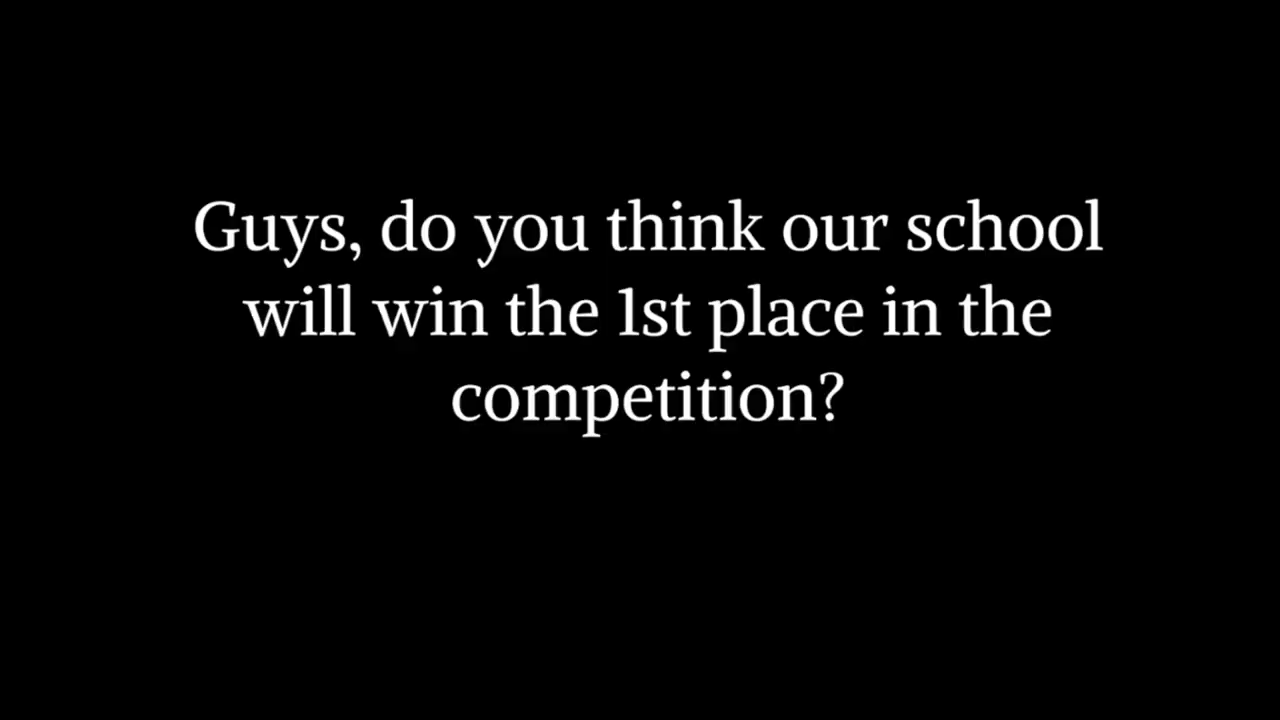 Guys, do you think our school
will win the 1st place in the
competition?